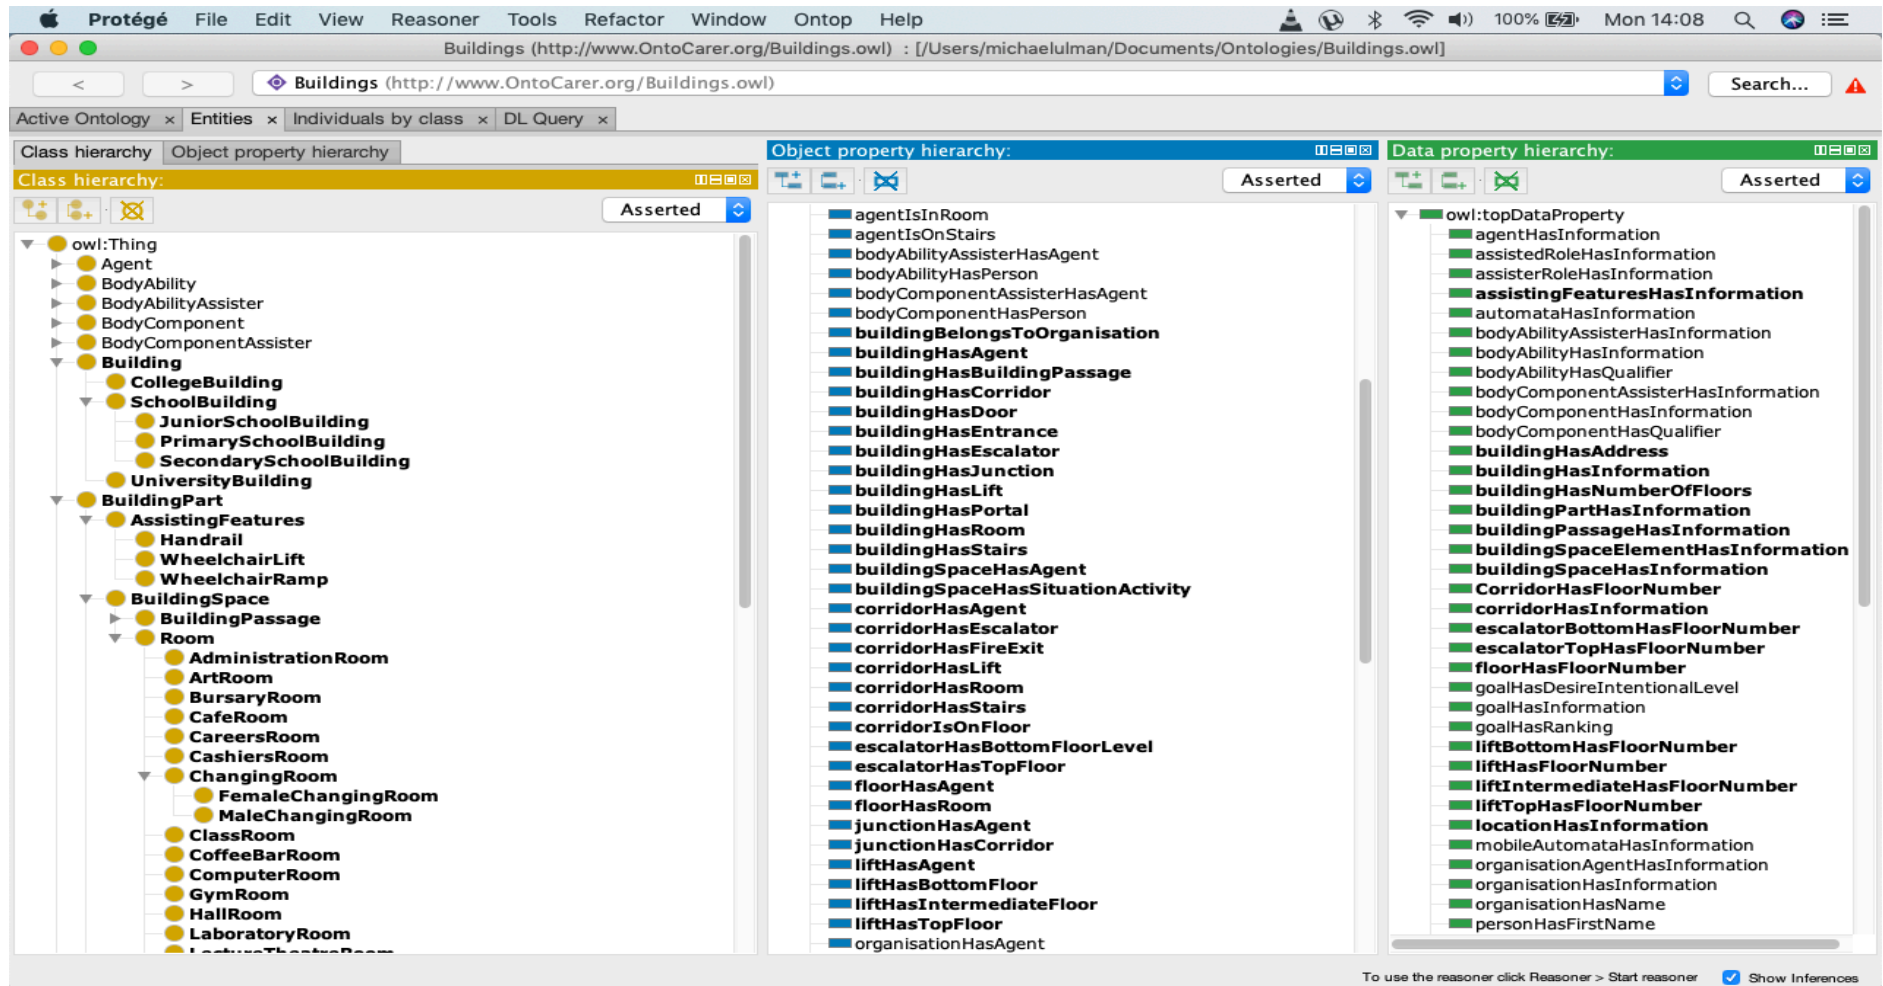 Protégé File Edit View Reasoner Tools Refactor Window Ontop Help 100% Mon 14:08
Buildings (http://www.OntoCarer.org/Buildings.owl) : [/Users/michaelulman/Documents/Ontologies/Buildings.owl]
< > Buildings (http://www.OntoCarer.org/Buildings.owl) Search...
Active Ontology × Entities × Individuals by class × DL Query ×
Class hierarchy Object property hierarchy
Class hierarchy:
Asserted
owl:Thing
Agent
BodyAbility
BodyAbilityAssister
BodyComponent
BodyComponentAssister
Building
CollegeBuilding
SchoolBuilding
JuniorSchoolBuilding
PrimarySchoolBuilding
SecondarySchoolBuilding
UniversityBuilding
BuildingPart
AssistingFeatures
Handrail
WheelchairLift
WheelchairRamp
BuildingSpace
BuildingPassage
Room
AdministrationRoom
ArtRoom
BursaryRoom
CafeRoom
CareersRoom
CashiersRoom
ChangingRoom
FemaleChangingRoom
MaleChangingRoom
ClassRoom
CoffeeBarRoom
ComputerRoom
GymRoom
HallRoom
LaboratoryRoom
LectureTheatreRoom
Object property hierarchy:
Asserted
agentIsInRoom
agentIsOnStairs
bodyAbilityAssisterHasAgent
bodyAbilityHasPerson
bodyComponentAssisterHasAgent
bodyComponentHasPerson
buildingBelongsToOrganisation
buildingHasAgent
buildingHasBuildingPassage
buildingHasCorridor
buildingHasDoor
buildingHasEntrance
buildingHasEscalator
buildingHasJunction
buildingHasLift
buildingHasPortal
buildingHasRoom
buildingHasStairs
buildingSpaceHasAgent
buildingSpaceHasSituationActivity
corridorHasAgent
corridorHasEscalator
corridorHasFireExit
corridorHasLift
corridorHasRoom
corridorHasStairs
corridorIsOnFloor
escalatorHasBottomFloorLevel
escalatorHasTopFloor
floorHasAgent
floorHasRoom
junctionHasAgent
junctionHasCorridor
liftHasAgent
liftHasBottomFloor
liftHasIntermediateFloor
liftHasTopFloor
organisationHasAgent
Data property hierarchy:
Asserted
owl:topDataProperty
agentHasInformation
assistedRoleHasInformation
assisterRoleHasInformation
assistingFeaturesHasInformation
automataHasInformation
bodyAbilityAssisterHasInformation
bodyAbilityHasInformation
bodyAbilityHasQualifier
bodyComponentAssisterHasInformation
bodyComponentHasInformation
bodyComponentHasQualifier
buildingHasAddress
buildingHasInformation
buildingHasNumberOfFloors
buildingPartHasInformation
buildingPassageHasInformation
buildingSpaceElementHasInformation
buildingSpaceHasInformation
CorridorHasFloorNumber
corridorHasInformation
escalatorBottomHasFloorNumber
escalatorTopHasFloorNumber
floorHasFloorNumber
goalHasDesireIntentionalLevel
goalHasInformation
goalHasRanking
liftBottomHasFloorNumber
liftHasFloorNumber
liftIntermediateHasFloorNumber
liftTopHasFloorNumber
locationHasInformation
mobileAutomataHasInformation
organisationAgentHasInformation
organisationHasInformation
organisationHasName
personHasFirstName
To use the reasoner click Reasoner > Start reasoner Show Inferences